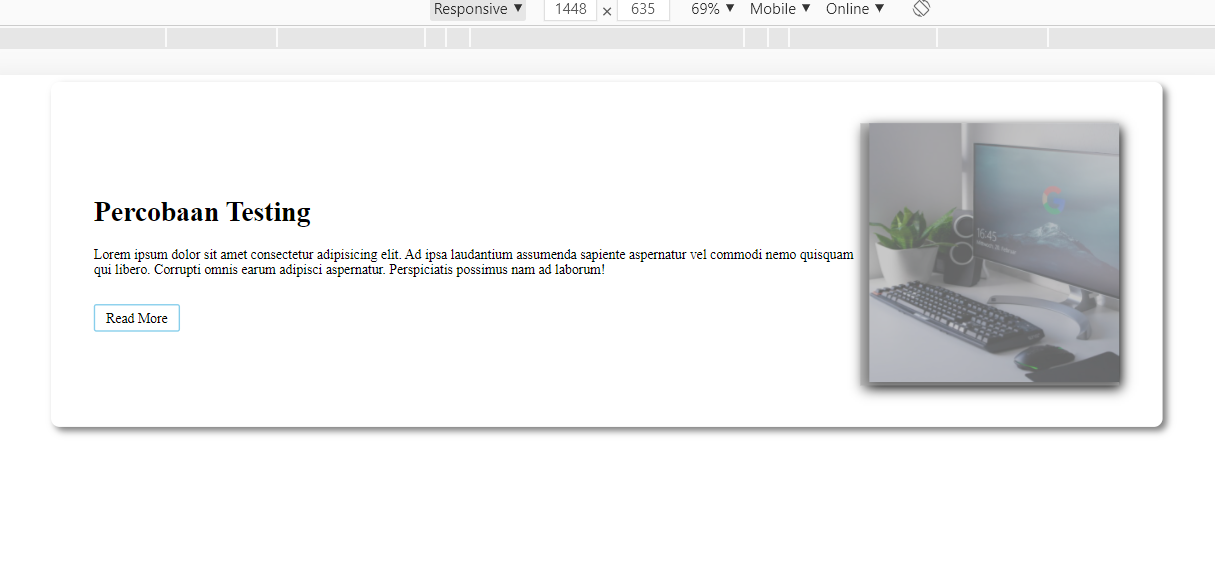 Responsive ▼ 1448 × 635 69% ▼ Mobile ▼ Online ▼
Percobaan Testing
Lorem ipsum dolor sit amet consectetur adipisicing elit. Ad ipsa laudantium assumenda sapiente aspernatur vel commodi nemo quisquam
qui libero. Corrupti omnis earum adipisci aspernatur. Perspiciatis possimus nam ad laborum!
Read More
16:45